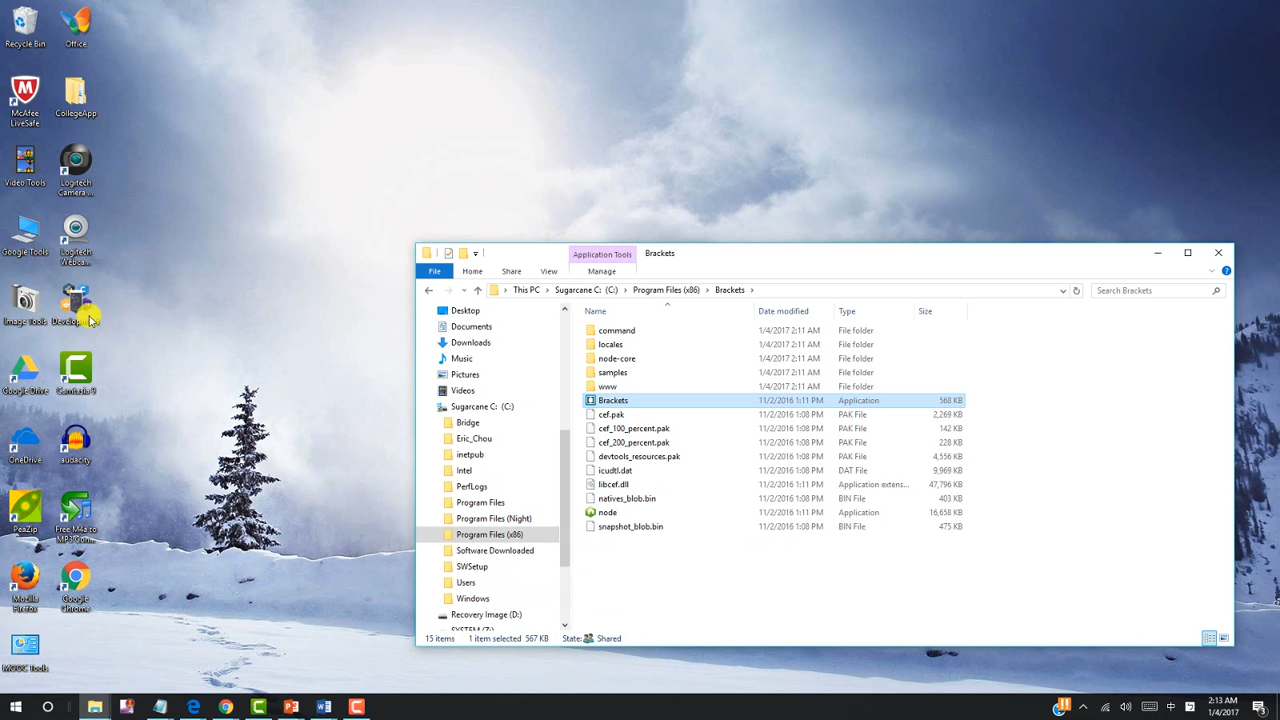 Recycle Bin
Office
McAfee
LiveSafe
CollegeApp
Video Tools
Logitech
Camera ...
Google Tools
Logitech
WEbca...
Image Tools
Google Drive
Camtasia 9
OneDrive
audacity
PeaZip
Free M4a to
MP3 Con...
Mozilla
Firefox
Google
Chrome
MOOC Tools
Application Tools
Brackets
File
Home
Share
View
Manage
This PC
Sugarcane C: (C:)
Program Files (x86)
Brackets
Search Brackets
Desktop
Documents
Downloads
Music
Pictures
Videos
Sugarcane C: (C:)
Bridge
Eric_Chou
inetpub
Intel
PerfLogs
Program Files
Program Files (Night)
Program Files (x86)
Software Downloaded
SWSetup
Users
Windows
Recovery Image (D:)
Name Date modified Type Size
command 1/4/2017 2:11 AM File folder
locales 1/4/2017 2:11 AM File folder
node-core 1/4/2017 2:11 AM File folder
samples 1/4/2017 2:11 AM File folder
www 1/4/2017 2:11 AM File folder
Brackets 11/2/2016 1:11 PM Application 568 KB
cef.pak 11/2/2016 1:08 PM PAK File 2,269 KB
cef_100_percent.pak 11/2/2016 1:08 PM PAK File 142 KB
cef_200_percent.pak 11/2/2016 1:08 PM PAK File 228 KB
devtools_resources.pak 11/2/2016 1:08 PM PAK File 4,556 KB
icudtl.dat 11/2/2016 1:08 PM DAT File 9,969 KB
libcef.dll 11/2/2016 1:08 PM Application extens... 47,796 KB
natives_blob.bin 11/2/2016 1:08 PM BIN File 403 KB
node 11/2/2016 1:11 PM Application 16,658 KB
snapshot_blob.bin 11/2/2016 1:08 PM BIN File 475 KB
15 items 1 item selected 567 KB State: Shared
中
2:13 AM
1/4/2017
3